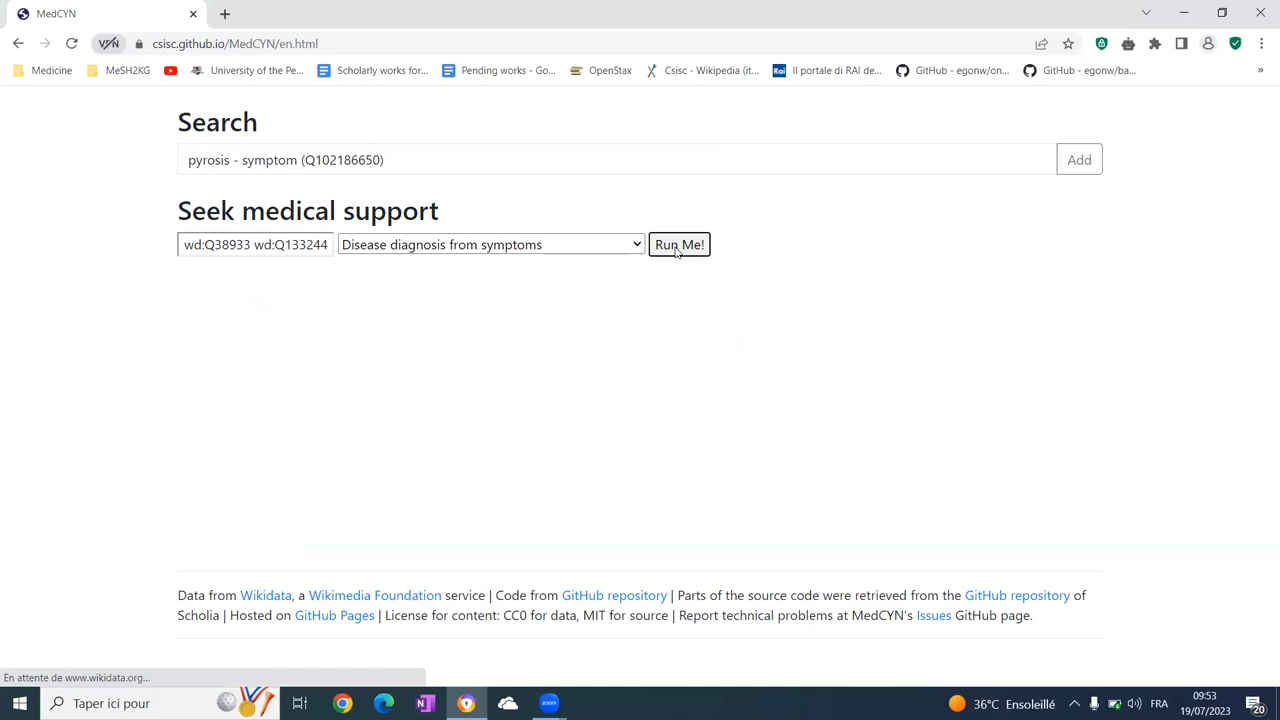 MedCYN
VPN
csisc.github.io/MedCYN/en.html
Medicine
MeSH2KG
University of the Pe...
Scholarly works for...
Pending works - Go...
OpenStax
Csisc - Wikipedia (it...
Rai
Il portale di RAI de...
GitHub - egonw/on...
GitHub - egonw/ba...
»
Search
pyrosis - symptom (Q102186650)
Add
Seek medical support
wd:Q38933 wd:Q133244
Disease diagnosis from symptoms
Run Me!
Data from Wikidata, a Wikimedia Foundation service | Code from GitHub repository | Parts of the source code were retrieved from the GitHub repository of
Scholia | Hosted on GitHub Pages | License for content: CC0 for data, MIT for source | Report technical problems at MedCYN's Issues GitHub page.
En attente de www.wikidata.org...
Taper ici pour
zoom
36°C Ensoleillé
FRA
09:53
19/07/2023
20